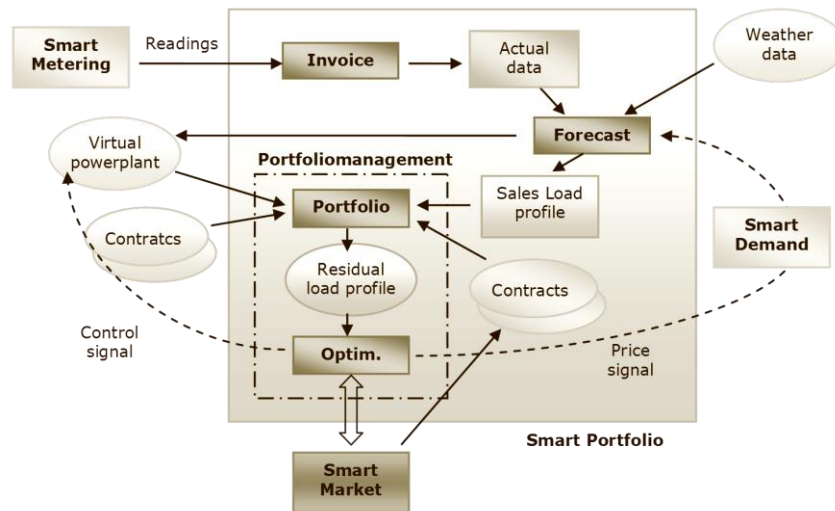 Smart
Metering
Readings
Invoice
Actual
data
Weather
data
Forecast
Virtual
powerplant
Portfoliomanagement
Portfolio
Sales Load
profile
Smart
Demand
Contratcs
Residual
load profile
Contracts
Control
signal
Optim.
Price
signal
Smart Portfolio
Smart
Market